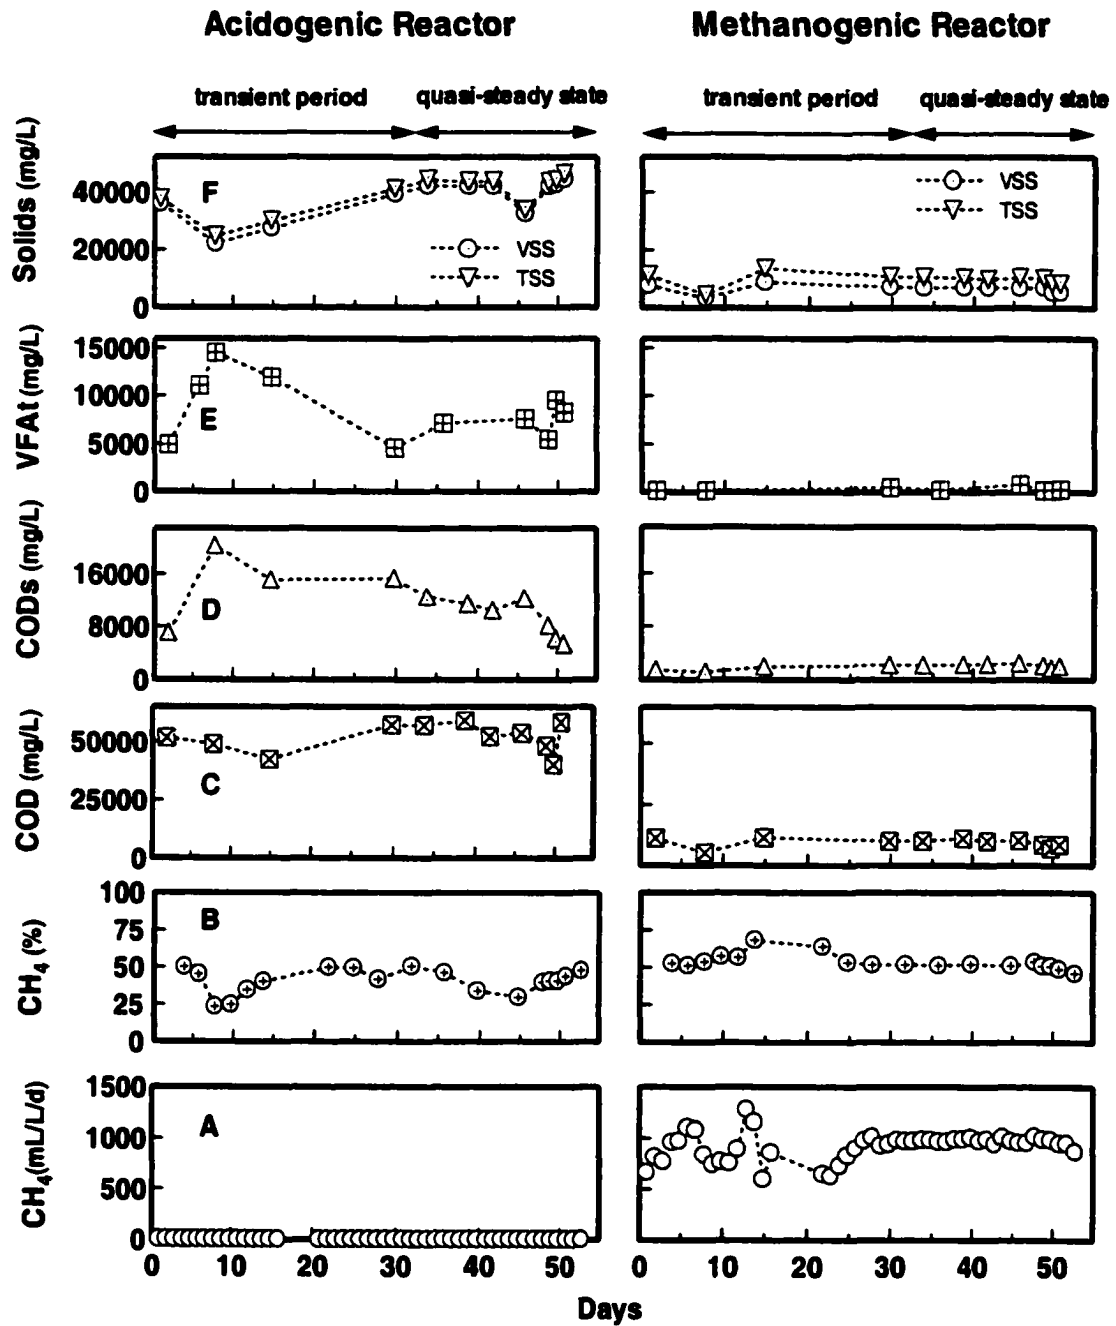 Acidogenic Reactor Methanogenic Reactor
transient period quasi-steady state transient period quasi-steady state
Solids (mg/L)
40000
20000
0
F
VSS
TSS
VSS
TSS
VFAt (mg/L)
15000
10000
5000
0
E
CODs (mg/L)
16000
8000
0
D
COD (mg/L)
50000
25000
0
C
CH4 (%)
100
75
50
25
0
B
CH4(mL/L/d)
1500
1000
500
0
A
0 10 20 30 40 50 0 10 20 30 40 50
Days